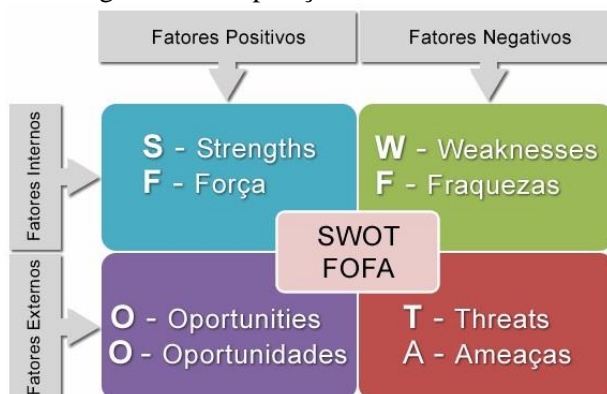 Fatores Positivos
Fatores Negativos
Fatores Internos
S - Strengths
F - Força
W - Weaknesses
F - Fraquezas
SWOT
FOFA
Fatores Externos
O - Oportunities
O - Oportunidades
T - Threats
A - Ameaças